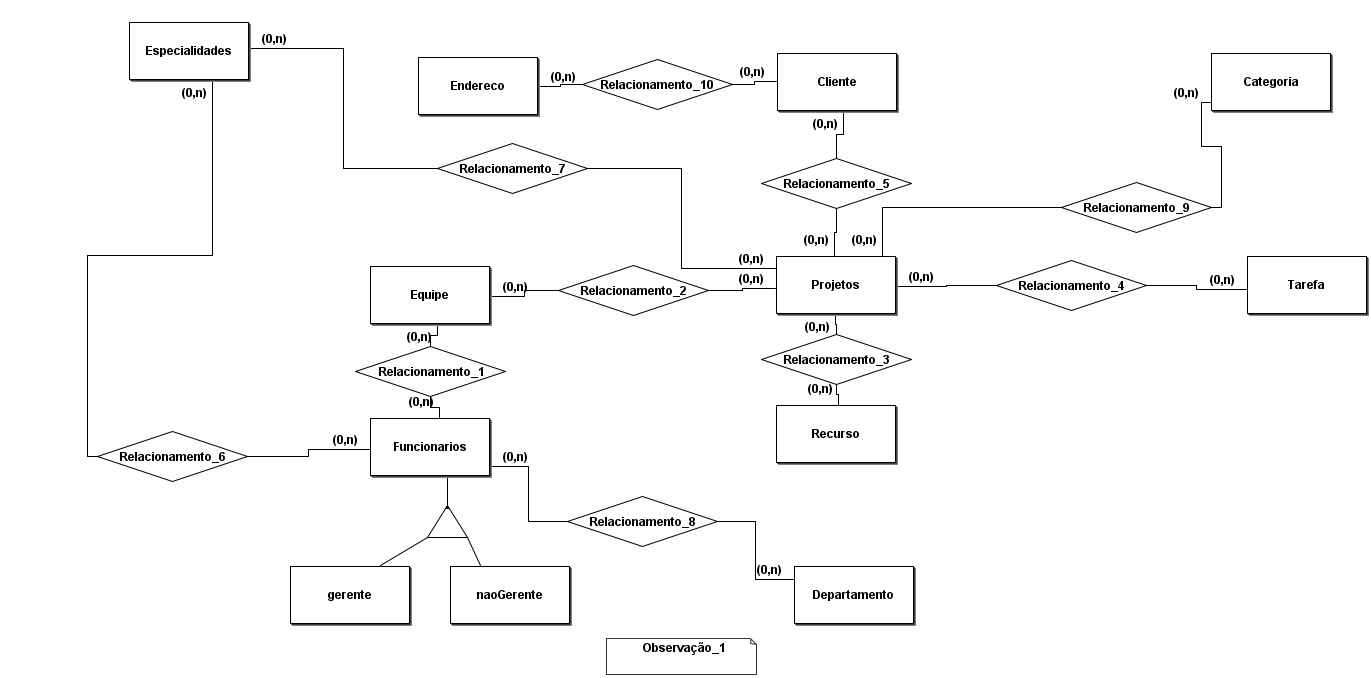 Especialidades
(0,n)
(0,n)
Endereco
(0,n)
Relacionamento_10
(0,n)
Cliente
(0,n)
Categoria
(0,n)
Relacionamento_7
Relacionamento_5
Relacionamento_9
(0,n)
(0,n)
(0,n)
(0,n)
Equipe
(0,n)
Relacionamento_2
Projetos
(0,n)
Relacionamento_4
(0,n)
Tarefa
(0,n)
(0,n)
Relacionamento_1
Relacionamento_3
(0,n)
(0,n)
Recurso
Relacionamento_6
(0,n)
Funcionarios
(0,n)
Relacionamento_8
(0,n)
gerente
naoGerente
Departamento
Observação_1